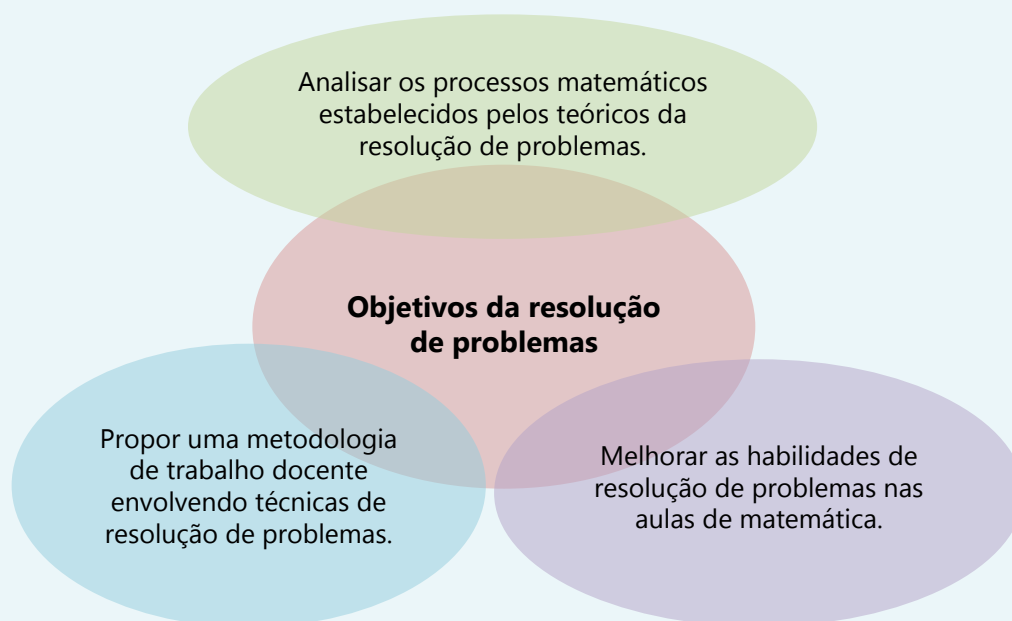 Analisar os processos matemáticos
estabelecidos pelos teóricos da
resolução de problemas.
Objetivos da resolução
de problemas
Propor uma metodologia
de trabalho docente
envolvendo técnicas de
resolução de problemas.
Melhorar as habilidades de
resolução de problemas nas
aulas de matemática.